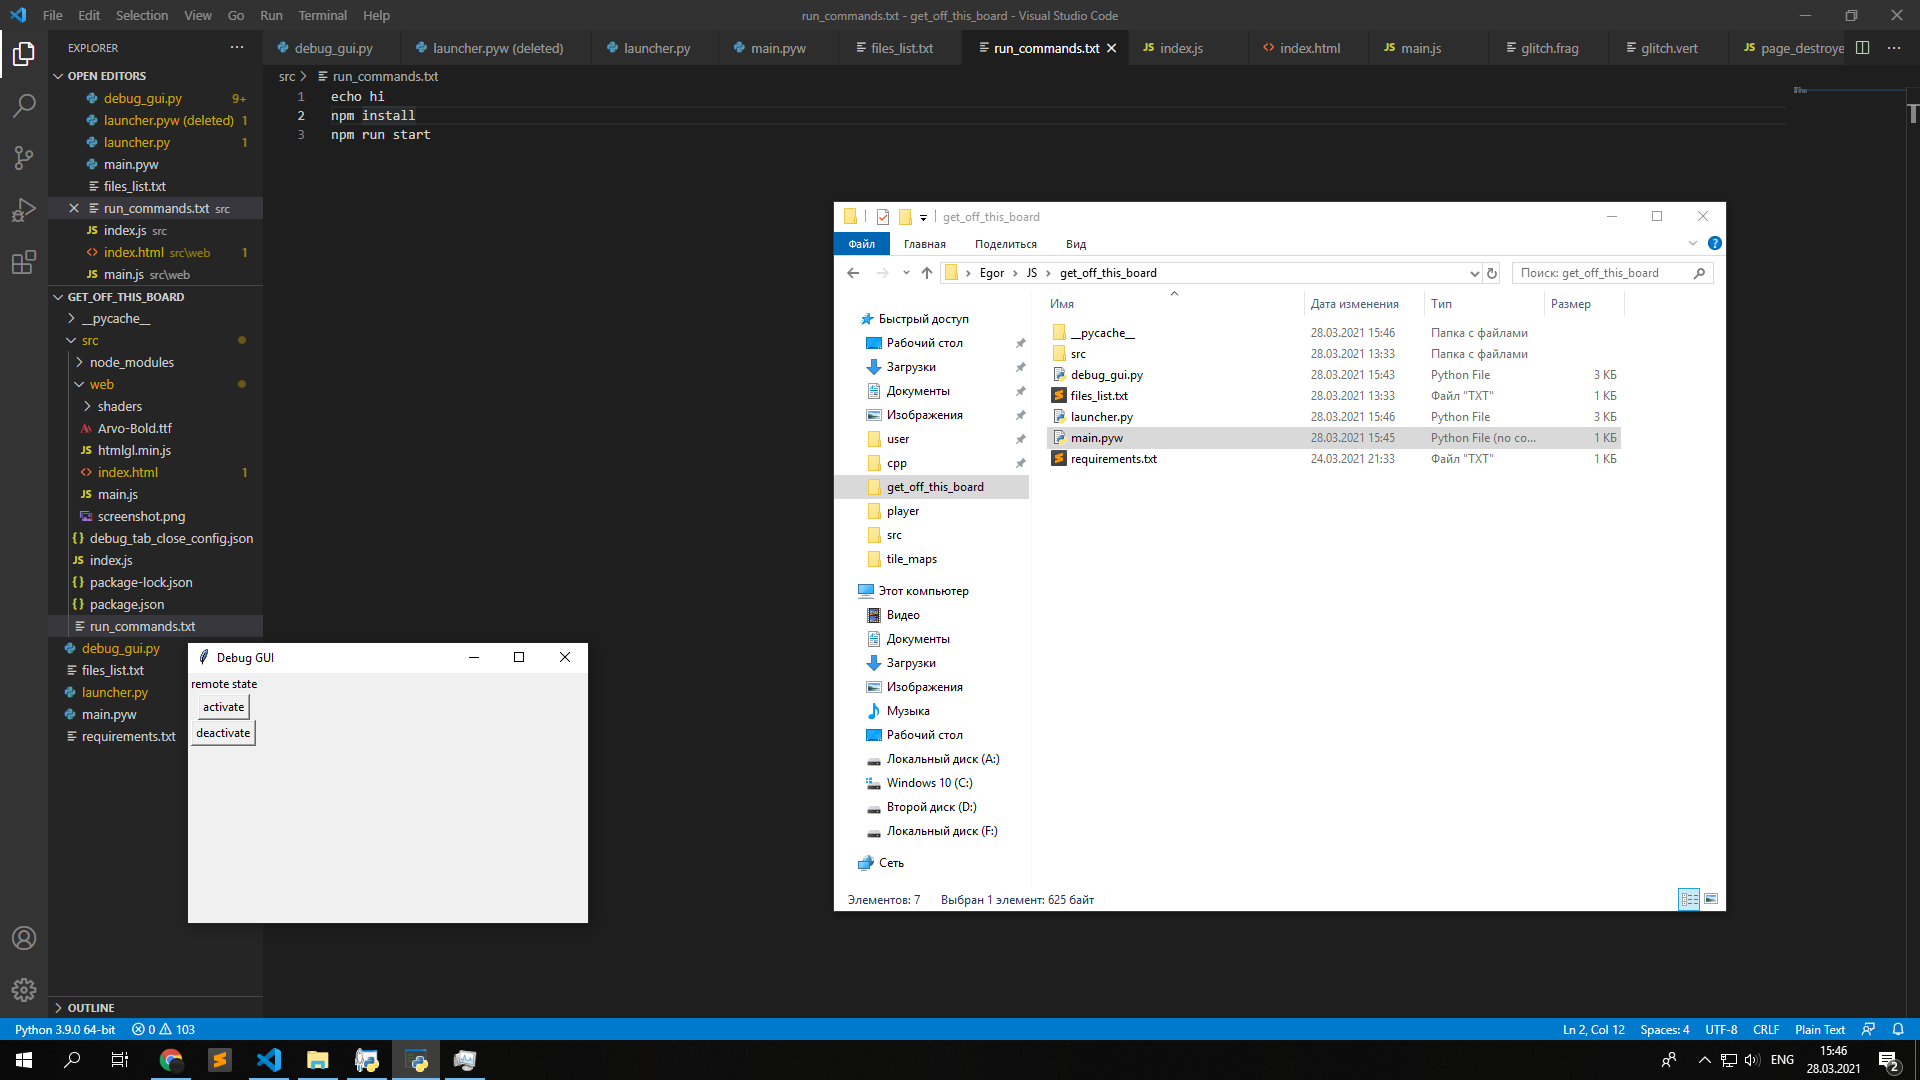 File Edit Selection View Go Run Terminal Help
run_commands.txt - get_off_this_board - Visual Studio Code
EXPLORER
debug_gui.py launcher.pyw (deleted) launcher.py main.pyw files_list.txt run_commands.txt index.js index.html main.js glitch.frag glitch.vert page_destroye
OPEN EDITORS
debug_gui.py 9+
launcher.pyw (deleted) 1
launcher.py 1
main.pyw
files_list.txt
run_commands.txt src
index.js src
index.html src\web 1
main.js src\web
GET_OFF_THIS_BOARD
__pycache__
src
node_modules
web
shaders
Arvo-Bold.ttf
htmlgl.min.js
index.html 1
main.js
screenshot.png
debug_tab_close_config.json
index.js
package-lock.json
package.json
run_commands.txt
debug_gui.py
files_list.txt
launcher.py
main.pyw
requirements.txt
OUTLINE
src > run_commands.txt
1 echo hi
2 npm install
3 npm run start
Debug GUI
remote state
activate
deactivate
get_off_this_board
Файл Главная Поделиться Вид
Egor JS get_off_this_board
Поиск: get_off_this_board
Имя Дата изменения Тип Размер
__pycache__ 28.03.2021 15:46 Папка с файлами
src 28.03.2021 13:33 Папка с файлами
debug_gui.py 28.03.2021 15:43 Python File 3 КБ
files_list.txt 28.03.2021 13:33 Файл "TXT" 1 КБ
launcher.py 28.03.2021 15:46 Python File 3 КБ
main.pyw 28.03.2021 15:45 Python File (no co... 1 КБ
requirements.txt 24.03.2021 21:33 Файл "TXT" 1 КБ
Быстрый доступ
Рабочий стол
Загрузки
Документы
Изображения
user
cpp
get_off_this_board
player
src
tile_maps
Этот компьютер
Видео
Документы
Загрузки
Изображения
Музыка
Рабочий стол
Локальный диск (A:)
Windows 10 (C:)
Второй диск (D:)
Локальный диск (F:)
Сеть
Элементов: 7 Выбран 1 элемент: 625 байт
Python 3.9.0 64-bit 0 103
Ln 2, Col 12 Spaces: 4 UTF-8 CRLF Plain Text
ENG
15:46
28.03.2021
2